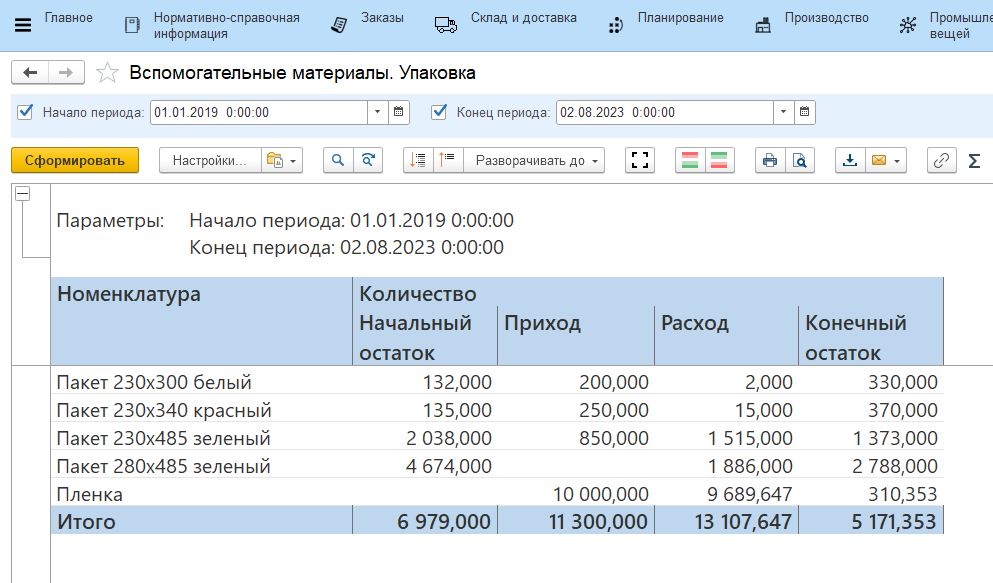 Главное
Нормативно-справочная
информация
Заказы
Склад и доставка
Планирование
Производство
Промышле
вещей
Вспомогательные материалы. Упаковка
Начало периода: 01.01.2019 0:00:00 Конец периода: 02.08.2023 0:00:00
Сформировать Настройки... Разворачивать до Σ
Параметры: Начало периода: 01.01.2019 0:00:00
Конец периода: 02.08.2023 0:00:00
Номенклатура Количество
Начальный Приход Расход Конечный
остаток остаток
Пакет 230х300 белый 132,000 200,000 2,000 330,000
Пакет 230х340 красный 135,000 250,000 15,000 370,000
Пакет 230х485 зеленый 2 038,000 850,000 1 515,000 1 373,000
Пакет 280х485 зеленый 4 674,000 1 886,000 2 788,000
Пленка 10 000,000 9 689,647 310,353
Итого 6 979,000 11 300,000 13 107,647 5 171,353